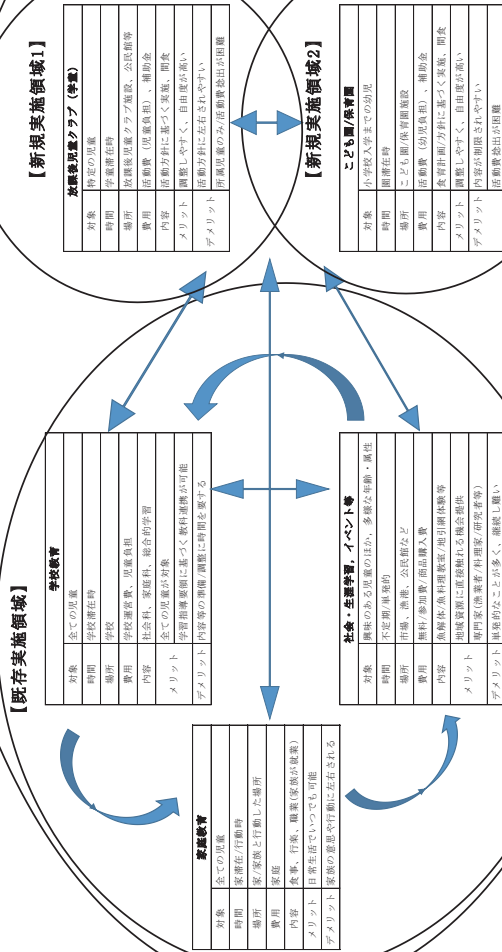 【既存実施領域】
学校教育
対象 全ての児童
時間 学校滞在時
場所 学校
費用 学校運営費、児童負担
内容 社会科、家庭科、総合的学習
メリット 全ての児童が対象
学習指導要領に基づく教科連携が可能
デメリット 内容等の準備/調整に時間を要する
家庭教育
対象 全ての児童
時間 家滞在/行動時
場所 家/家族と行動した場所
費用 家庭
内容 食事、行楽、職業(家族が就業)
メリット 日常生活でいつでも可能
デメリット 家族の意思や行動に左右される
社会・生涯学習，イベント等
対象 興味のある児童のほか、多様な年齢・属性
時間 不定期/単発的
場所 市場、漁港、公民館など
費用 無料/参加費/商品購入費
内容 魚解体/魚料理教室/地引網体験等
メリット 地域資源に直接触れる機会提供
専門家(漁業者/料理家/研究者等)
デメリット 単発的なことが多く、継続し難い
【新規実施領域1】
放課後児童クラブ（学童）
対象 特定の児童
時間 学童滞在時
場所 放課後児童クラブ施設、公民館等
費用 活動費（児童負担）、補助金
内容 活動方針に基づく実施、間食
メリット 調整しやすく、自由度が高い
デメリット 活動方針に左右されやすい
所属児童のみ/活動費捻出が困難
【新規実施領域2】
こども園/保育園
対象 小学校入学までの幼児
時間 園滞在時
場所 こども園/保育園施設
費用 活動費（幼児負担）、補助金
内容 食育計画/方針に基づく実施、間食
メリット 調整しやすく、自由度が高い
デメリット 内容が制限されやすい
活動費捻出が困難